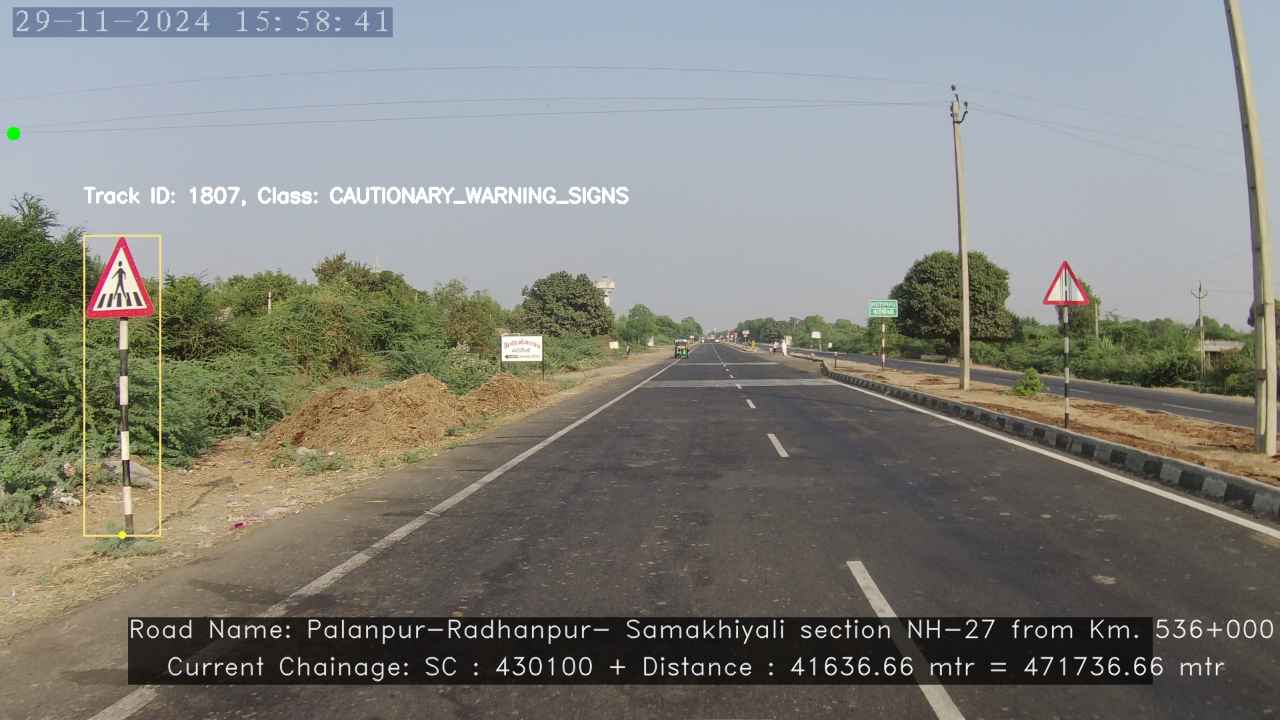 29-11-2024 15:58:41
Track ID: 1807, Class: CAUTIONARY_WARNING_SIGNS
Road Name: Palanpur-Radhanpur- Samakhiyali section NH-27 from Km. 536+000
Current Chainage: SC : 430100 + Distance : 41636.66 mtr = 471736.66 mtr